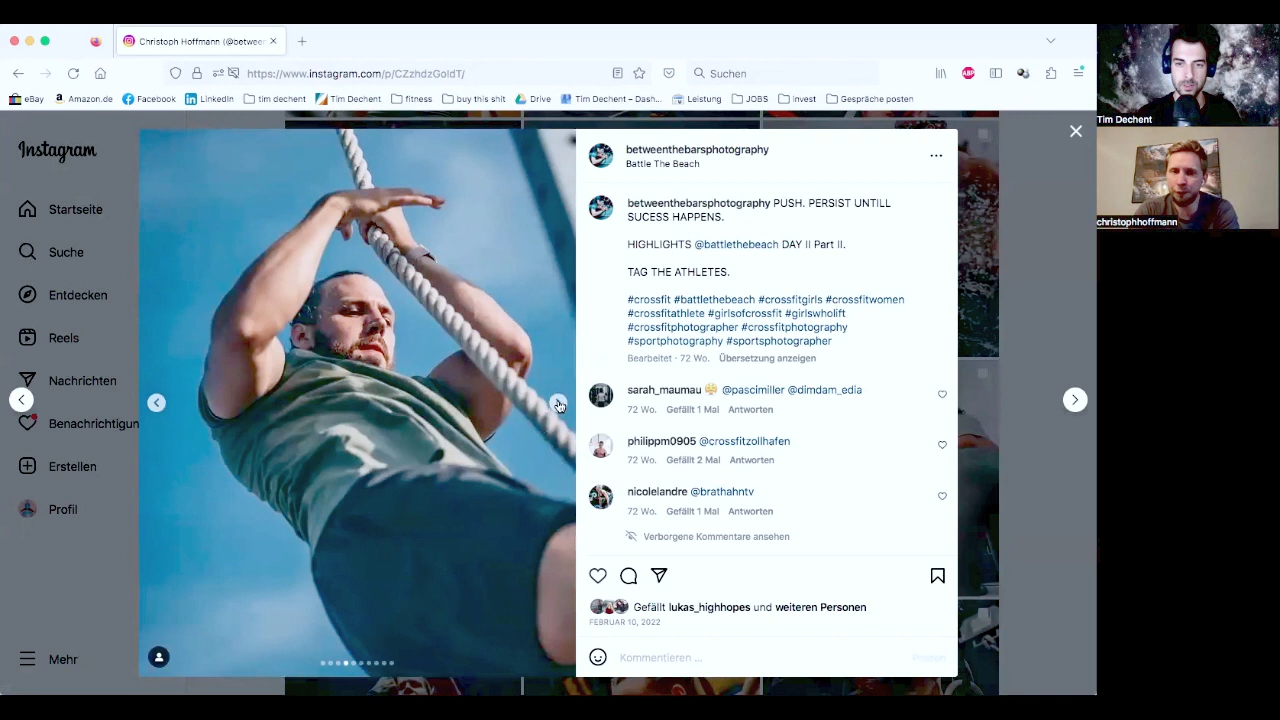 Christoph Hoffmann (@betwee
https://www.instagram.com/p/CZzhdzGoldT/
Suchen
eBay
Amazon.de
Facebook
LinkedIn
tim dechent
Tim Dechent
fitness
buy this shit
Drive
Tim Dechent – Dash...
Leistung
JOBS
invest
Gespräche posten
Tim Dechent
christophhoffmann
Instagram
Startseite
Suche
Entdecken
Reels
Nachrichten
Benachrichtigun
Erstellen
Profil
Mehr
betweenthebarsphotography
Battle The Beach
betweenthebarsphotography PUSH. PERSIST UNTILL
SUCESS HAPPENS.
HIGHLIGHTS @battlethebeach DAY II Part II.
TAG THE ATHLETES.
#crossfit #battlethebeach #crossfitgirls #crossfitwomen
#crossfitathlete #girlsofcrossfit #girlswholift
#crossfitphotographer #crossfitphotography
#sportphotography #sportsphotographer
Bearbeitet · 72 Wo. Übersetzung anzeigen
sarah_maumau 😳 @pascimiller @dimdam_edia
72 Wo. Gefällt 1 Mal Antworten
philippm0905 @crossfitzollhafen
72 Wo. Gefällt 2 Mal Antworten
nicolelandre @brathahntv
72 Wo. Gefällt 1 Mal Antworten
Verborgene Kommentare ansehen
Gefällt lukas_highhopes und weiteren Personen
FEBRUAR 10, 2022
Kommentieren ...
Posten